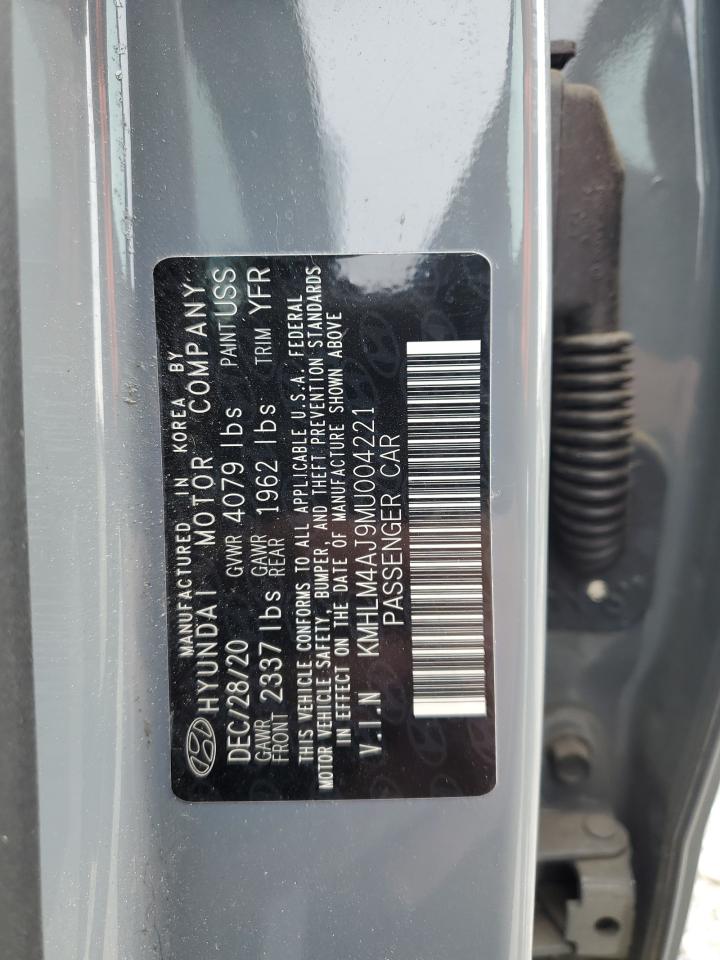 MANUFACTURED IN KOREA BY
HYUNDAI MOTOR COMPANY
DEC/28/20 GVWR 4079 lbs PAINT USS
GAWR FRONT 2337 lbs GAWR REAR 1962 lbs TRIM YFR
THIS VEHICLE CONFORMS TO ALL APPLICABLE U.S.A. FEDERAL
MOTOR VEHICLE SAFETY, BUMPER, AND THEFT PREVENTION STANDARDS
IN EFFECT ON THE DATE OF MANUFACTURE SHOWN ABOVE
V.I.N KMHLM4AJ9MU004221
PASSENGER CAR